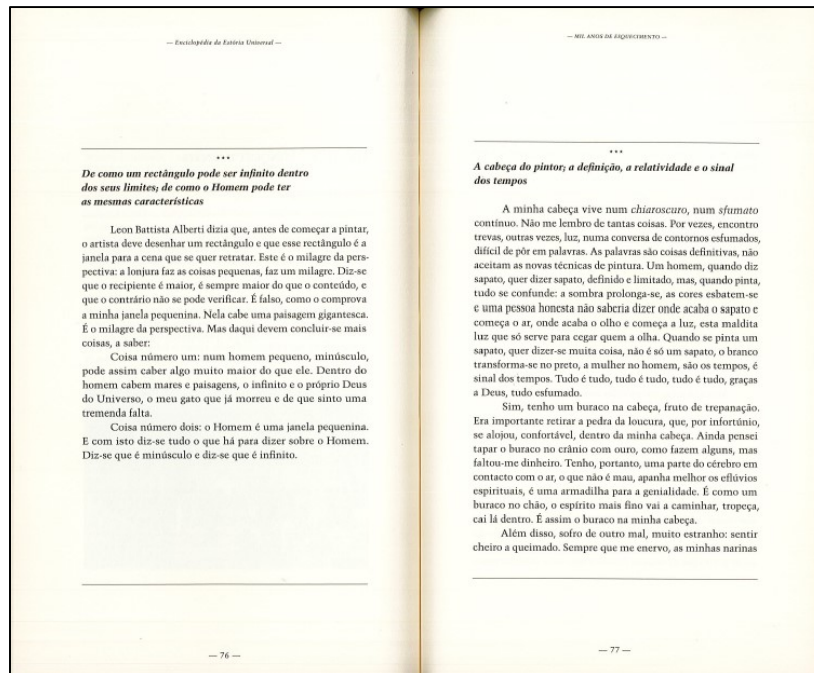 — Enciclopédia da Estória Universal —
•••
De como um rectângulo pode ser infinito dentro
dos seus limites; de como o Homem pode ter
as mesmas características
Leon Battista Alberti dizia que, antes de começar a pintar,
o artista deve desenhar um rectângulo e que esse rectângulo é a
janela para a cena que se quer retratar. Este é o milagre da pers-
pectiva: a lonjura faz as coisas pequenas, faz um milagre. Diz-se
que o recipiente é maior, é sempre maior do que o conteúdo, e
que o contrário não se pode verificar. É falso, como o comprova
a minha janela pequenina. Nela cabe uma paisagem gigantesca.
É o milagre da perspectiva. Mas daqui devem concluir-se mais
coisas, a saber:
Coisa número um: num homem pequeno, minúsculo,
pode assim caber algo muito maior do que ele. Dentro do
homem cabem mares e paisagens, o infinito e o próprio Deus
do Universo, o meu gato que já morreu e de que sinto uma
tremenda falta.
Coisa número dois: o Homem é uma janela pequenina.
E com isto diz-se tudo o que há para dizer sobre o Homem.
Diz-se que é minúsculo e diz-se que é infinito.
— 76 —
— MIL ANOS DE ESQUECIMENTO —
•••
A cabeça do pintor; a definição, a relatividade e o sinal
dos tempos
A minha cabeça vive num chiaroscuro, num sfumato
contínuo. Não me lembro de tantas coisas. Por vezes, encontro
trevas, outras vezes, luz, numa conversa de contornos esfumados,
difícil de pôr em palavras. As palavras são coisas definitivas, não
aceitam as novas técnicas de pintura. Um homem, quando diz
sapato, quer dizer sapato, definido e limitado, mas, quando pinta,
tudo se confunde: a sombra prolonga-se, as cores esbatem-se
e uma pessoa honesta não saberia dizer onde acaba o sapato e
começa o ar, onde acaba o olho e começa a luz, esta maldita
luz que só serve para cegar quem a olha. Quando se pinta um
sapato, quer dizer-se muita coisa, não é só um sapato, o branco
transforma-se no preto, a mulher no homem, são os tempos, é
sinal dos tempos. Tudo é tudo, tudo é tudo, tudo é tudo, graças
a Deus, tudo esfumado.
Sim, tenho um buraco na cabeça, fruto de trepanação.
Era importante retirar a pedra da loucura, que, por infortúnio,
se alojou, confortável, dentro da minha cabeça. Ainda pensei
tapar o buraco no crânio com ouro, como fazem alguns, mas
faltou-me dinheiro. Tenho, portanto, uma parte do cérebro em
contacto com o ar, o que não é mau, apanha melhor os eflúvios
espirituais, é uma armadilha para a genialidade. É como um
buraco no chão, o espírito mais fino vai a caminhar, tropeça,
cai lá dentro. É assim o buraco na minha cabeça.
Além disso, sofro de outro mal, muito estranho: sentir
cheiro a queimado. Sempre que me enervo, as minhas narinas
— 77 —